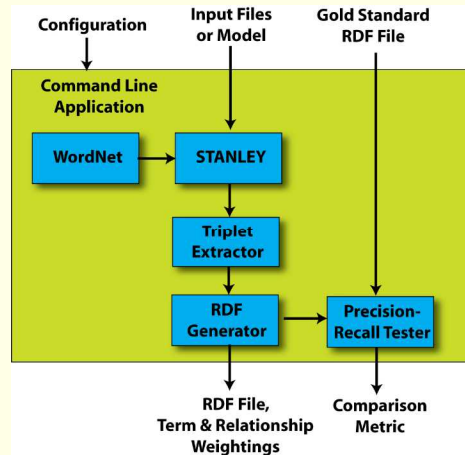 Configuration
Input Files
or Model
Gold Standard
RDF File
Command Line
Application
WordNet
STANLEY
Triplet
Extractor
RDF
Generator
Precision-
Recall Tester
RDF File,
Term & Relationship
Weightings
Comparison
Metric